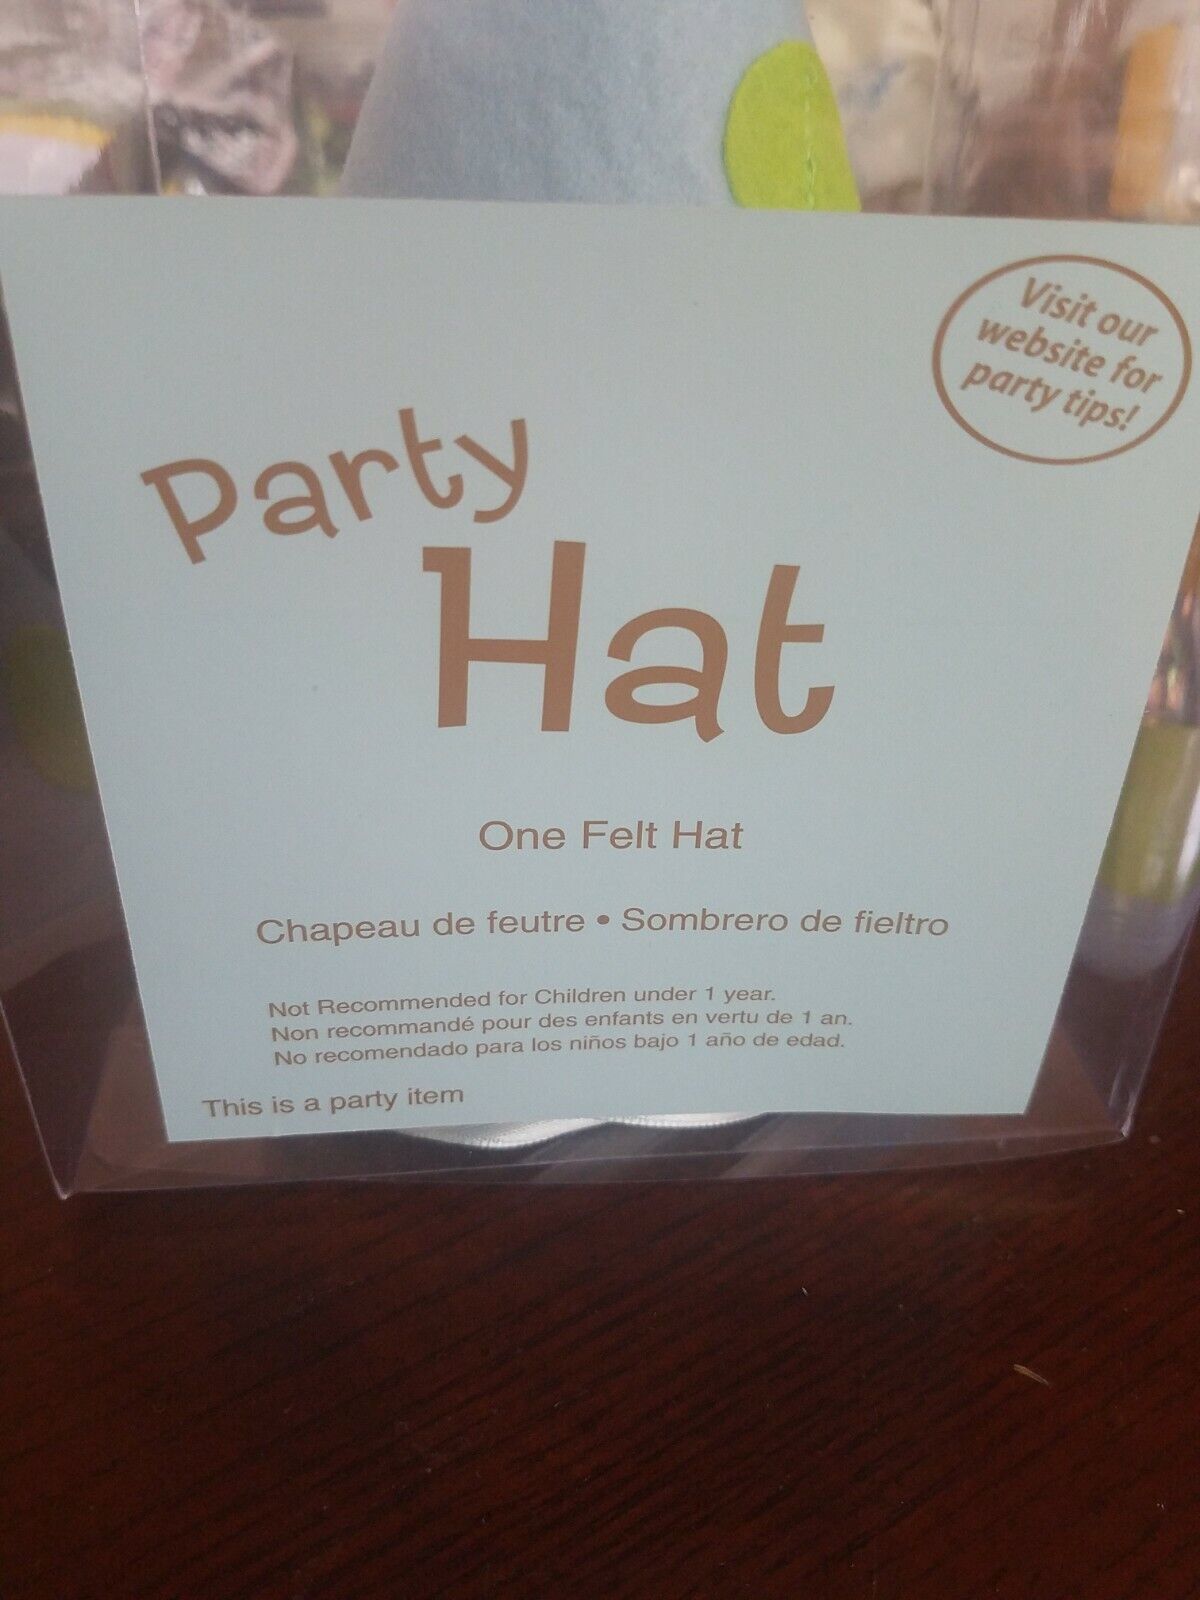 Visit our
website for
party tips!
Party
Hat
One Felt Hat
Chapeau de feutre • Sombrero de fieltro
Not Recommended for Children under 1 year.
Non recommandé pour des enfants en vertu de 1 an.
No recomendado para los niños bajo 1 año de edad.
This is a party item